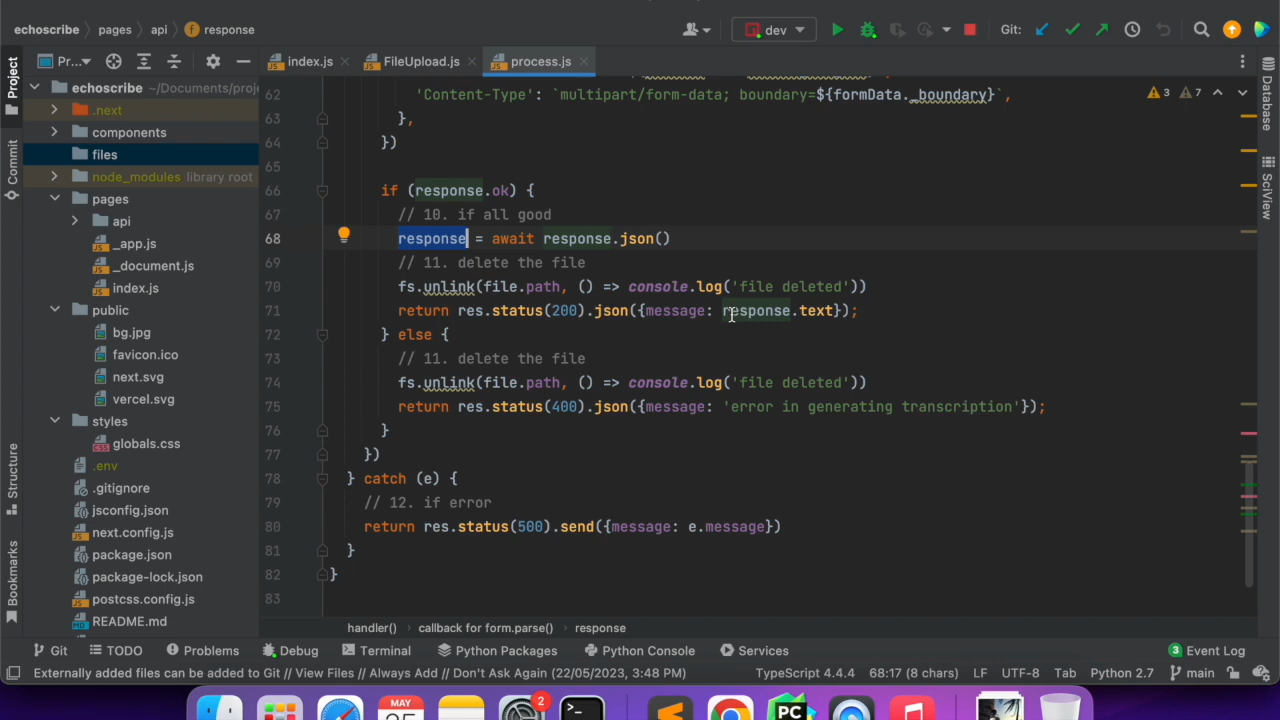 echoscribe pages api response
dev
Git:
Project
Pr...
index.js
FileUpload.js
process.js
echoscribe ~/Documents/proj
.next
components
files
node_modules library root
pages
api
_app.js
_document.js
index.js
public
bg.jpg
favicon.ico
next.svg
vercel.svg
styles
globals.css
.env
.gitignore
jsconfig.json
next.config.js
package.json
package-lock.json
postcss.config.js
README.md
Commit
Structure
Bookmarks
62 'Content-Type': `multipart/form-data; boundary=${formData._boundary}`,
63 },
64 })
65
66 if (response.ok) {
67 // 10. if all good
68 response = await response.json()
69 // 11. delete the file
70 fs.unlink(file.path, () => console.log('file deleted'))
71 return res.status(200).json({message: response.text});
72 } else {
73 // 11. delete the file
74 fs.unlink(file.path, () => console.log('file deleted'))
75 return res.status(400).json({message: 'error in generating transcription'});
76 }
77 })
78 } catch (e) {
79 // 12. if error
80 return res.status(500).send({message: e.message})
81 }
82 }
83
3 7
Database
SciView
handler() callback for form.parse() response
Git TODO Problems Debug Terminal Python Packages Python Console Services 3 Event Log
Externally added files can be added to Git // View Files // Always Add // Don't Ask Again (22/05/2023, 3:48 PM) TypeScript 4.4.4 68:17 (8 chars) LF UTF-8 Tab Python 2.7 main
MAY
2
PC